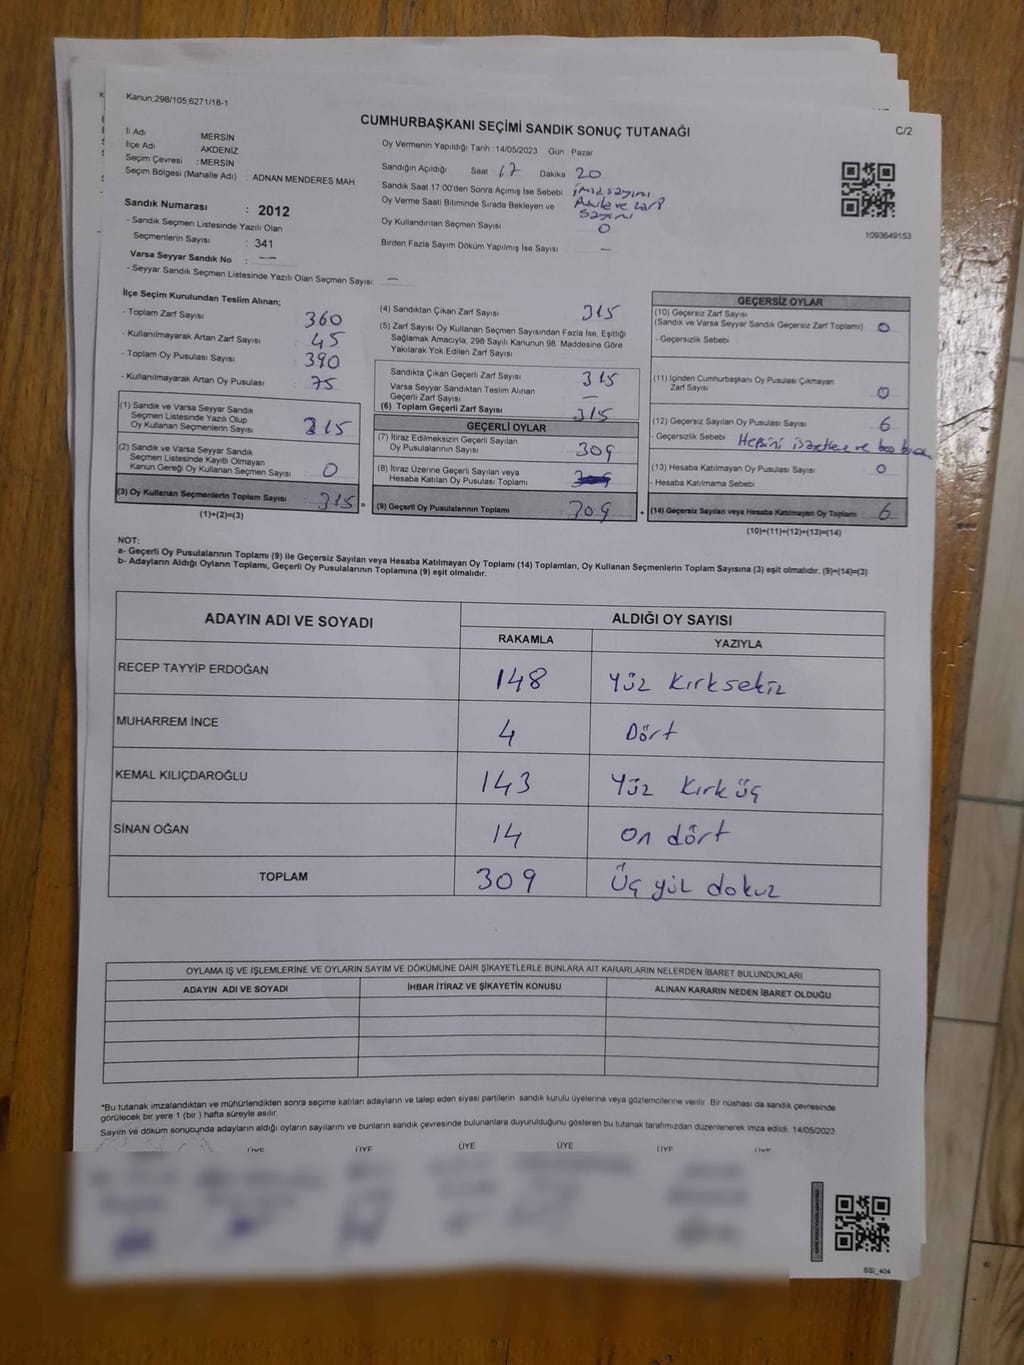 Kanun;298/105;6271/18-1
CUMHURBAŞKANI SEÇİMİ SANDIK SONUÇ TUTANAĞI
C/2
İl Adı MERSİN
İlçe Adı AKDENİZ
Seçim Çevresi : MERSİN
Seçim Bölgesi (Mahalle Adı) : ADNAN MENDERES MAH.
Sandık Numarası : 2012
- Sandık Seçmen Listesinde Yazılı Olan
Seçmenlerin Sayısı : 341
Varsa Seyyar Sandık No : —
- Seyyar Sandık Seçmen Listesinde Yazılı Olan Seçmen Sayısı: —
Oy Vermenin Yapıldığı Tarih : 14/05/2023 Gün : Pazar
Sandığın Açıldığı Saat 17 Dakika 20
Sandık Saat 17.00'den Sonra Açımış İse Sebebi imza sayımı
Oy Verme Saati Bitiminde Sırada Bekleyen ve Pusula ve zarf
sayımı
Oy Kullandırılan Seçmen Sayısı 0
Birden Fazla Sayım Döküm Yapılmış İse Sayısı —
1093649153
İlçe Seçim Kurulundan Teslim Alınan;
- Toplam Zarf Sayısı 360
- Kullanılmayarak Artan Zarf Sayısı 45
- Toplam Oy Pusulası Sayısı 390
- Kullanılmayarak Artan Oy Pusulası 75
(1) Sandık ve Varsa Seyyar Sandık
Seçmen Listesinde Yazılı Olup
Oy Kullanan Seçmenlerin Sayısı 315
(2) Sandık ve Varsa Seyyar Sandık
Seçmen Listesinde Kayıtlı Olmayan
Kanun Gereği Oy Kullanan Seçmen Sayısı 0
(3) Oy Kullanan Seçmenlerin Toplam Sayısı 315 =
(1)+(2)=(3)
(4) Sandıktan Çıkan Zarf Sayısı 315
(5) Zarf Sayısı Oy Kullanan Seçmen Sayısından Fazla İse, Eşitliği
Sağlamak Amacıyla, 298 Sayılı Kanunun 98. Maddesine Göre
Yakılarak Yok Edilen Zarf Sayısı
Sandıkta Çıkan Geçerli Zarf Sayısı 315
Varsa Seyyar Sandıktan Teslim Alınan
Geçerli Zarf Sayısı —
(6) Toplam Geçerli Zarf Sayısı 315
GEÇERLİ OYLAR
(7) İtiraz Edilmeksizin Geçerli Sayılan
Oy Pusulalarının Sayısı 309
(8) İtiraz Üzerine Geçerli Sayılan veya
Hesaba Katılan Oy Pusulası Toplamı
(9) Geçerli Oy Pusulalarının Toplamı 309 +
GEÇERSİZ OYLAR
(10) Geçersiz Zarf Sayısı
(Sandık ve Varsa Seyyar Sandık Geçersiz Zarf Toplamı) 0
- Geçersizlik Sebebi
(11) İçinden Cumhurbaşkanı Oy Pusulası Çıkmayan
Zarf Sayısı 0
(12) Geçersiz Sayılan Oy Pusulası Sayısı 6
- Geçersizlik Sebebi Hepsini işaretleme ve boş
(13) Hesaba Katılmayan Oy Pusulası Sayısı 0
- Hesaba Katılmama Sebebi
(14) Geçersiz Sayılan veya Hesaba Katılmayan Oy Toplamı 6
(10)+(11)+(12)+(13)=(14)
NOT:
a- Geçerli Oy Pusulalarının Toplamı (9) ile Geçersiz Sayılan veya Hesaba Katılmayan Oy Toplamı (14) Toplamları, Oy Kullanan Seçmenlerin Toplam Sayısına (3) eşit olmalıdır. (9)+(14)=(3)
b- Adayların Aldığı Oyların Toplamı, Geçerli Oy Pusulalarının Toplamına (9) eşit olmalıdır.
ADAYIN ADI VE SOYADI
ALDIĞI OY SAYISI
RAKAMLA YAZIYLA
RECEP TAYYİP ERDOĞAN 148 Yüz Kırksekiz
MUHARREM İNCE 4 Dört
KEMAL KILIÇDAROĞLU 143 Yüz Kırk üç
SİNAN OĞAN 14 on dört
TOPLAM 309 Üç yüz dokuz
OYLAMA İŞ VE İŞLEMLERİNE VE OYLARIN SAYIM VE DÖKÜMÜNE DAİR ŞİKAYETLERLE BUNLARA AİT KARARLARIN NELERDEN İBARET BULUNDUKLARI
ADAYIN ADI VE SOYADI İHBAR İTİRAZ VE ŞİKAYETİN KONUSU ALINAN KARARIN NEDEN İBARET OLDUĞU
*Bu tutanak imzalandıktan ve mühürlendikten sonra seçime katılan adayların ve talep eden siyasi partilerin sandık kurulu üyelerine veya gözlemcilerine verilir. Bir nüshası da sandık çevresinde
görülecek bir yere 1 (bir) hafta süreyle asılır.
Sayım ve döküm sonucunda adayların aldığı oyların sayılarını ve bunların sandık çevresinde bulunanlara duyurulduğunu gösteren bu tutanak tarafımızdan düzenlenerek imza edildi. 14/05/2023
ÜYE ÜYE ÜYE ÜYE ÜYE ÜYE
SSI_404